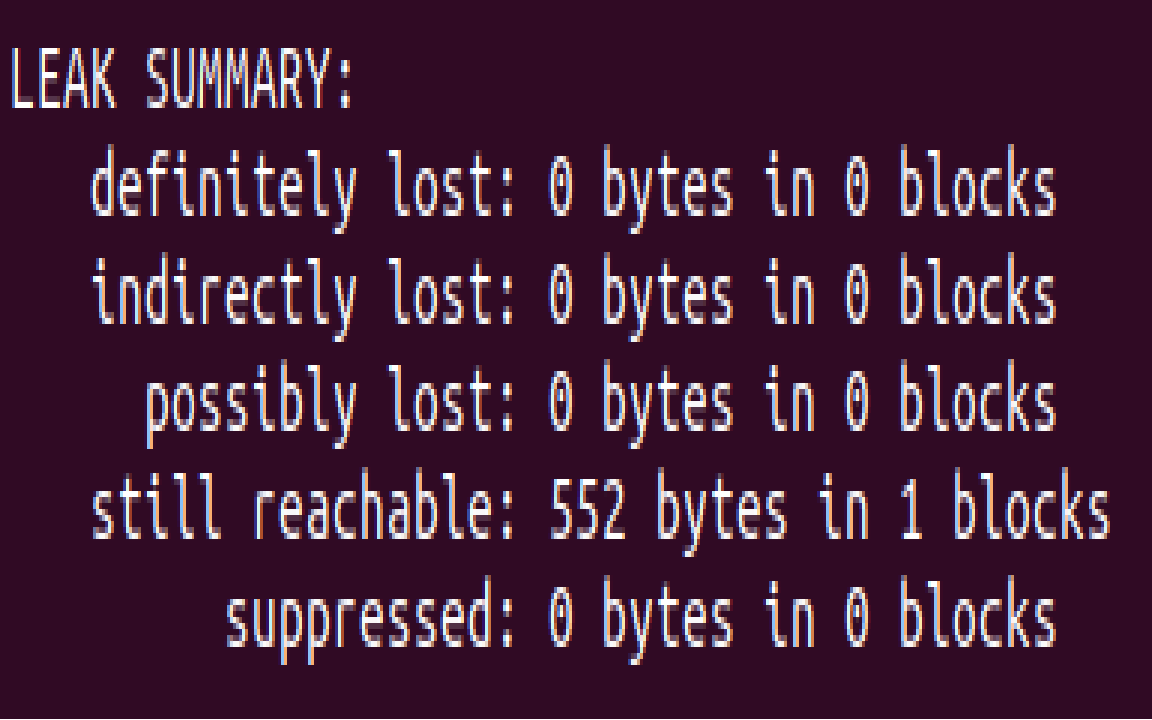 LEAK SUMMARY:
definitely lost: 0 bytes in 0 blocks
indirectly lost: 0 bytes in 0 blocks
possibly lost: 0 bytes in 0 blocks
still reachable: 552 bytes in 1 blocks
suppressed: 0 bytes in 0 blocks